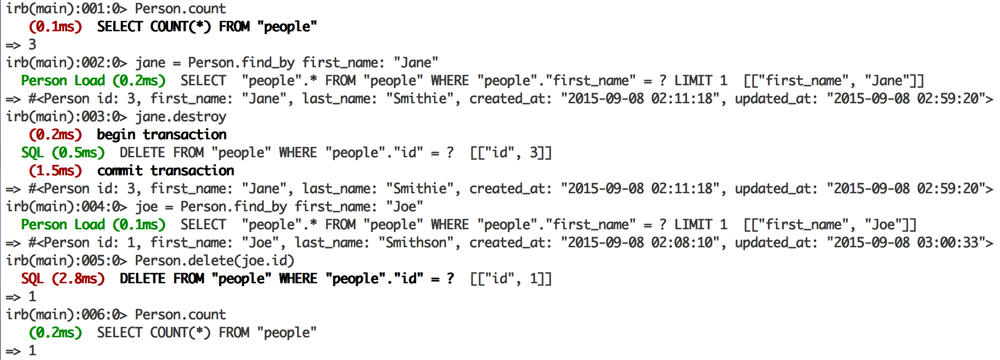 irb(main):001:0> Person.count
(0.1ms)  SELECT COUNT(*) FROM "people"
=> 3
irb(main):002:0> jane = Person.find_by first_name: "Jane"
Person Load (0.2ms)  SELECT  "people".* FROM "people" WHERE "people"."first_name" = ? LIMIT 1  [["first_name", "Jane"]]
=> #<Person id: 3, first_name: "Jane", last_name: "Smithie", created_at: "2015-09-08 02:11:18", updated_at: "2015-09-08 02:59:20">
irb(main):003:0> jane.destroy
(0.2ms)  begin transaction
SQL (0.5ms)  DELETE FROM "people" WHERE "people"."id" = ?  [["id", 3]]
(1.5ms)  commit transaction
=> #<Person id: 3, first_name: "Jane", last_name: "Smithie", created_at: "2015-09-08 02:11:18", updated_at: "2015-09-08 02:59:20">
irb(main):004:0> joe = Person.find_by first_name: "Joe"
Person Load (0.1ms)  SELECT  "people".* FROM "people" WHERE "people"."first_name" = ? LIMIT 1  [["first_name", "Joe"]]
=> #<Person id: 1, first_name: "Joe", last_name: "Smithson", created_at: "2015-09-08 02:08:10", updated_at: "2015-09-08 03:00:33">
irb(main):005:0> Person.delete(joe.id)
SQL (2.8ms)  DELETE FROM "people" WHERE "people"."id" = ?  [["id", 1]]
=> 1
irb(main):006:0> Person.count
(0.2ms)  SELECT COUNT(*) FROM "people"
=> 1